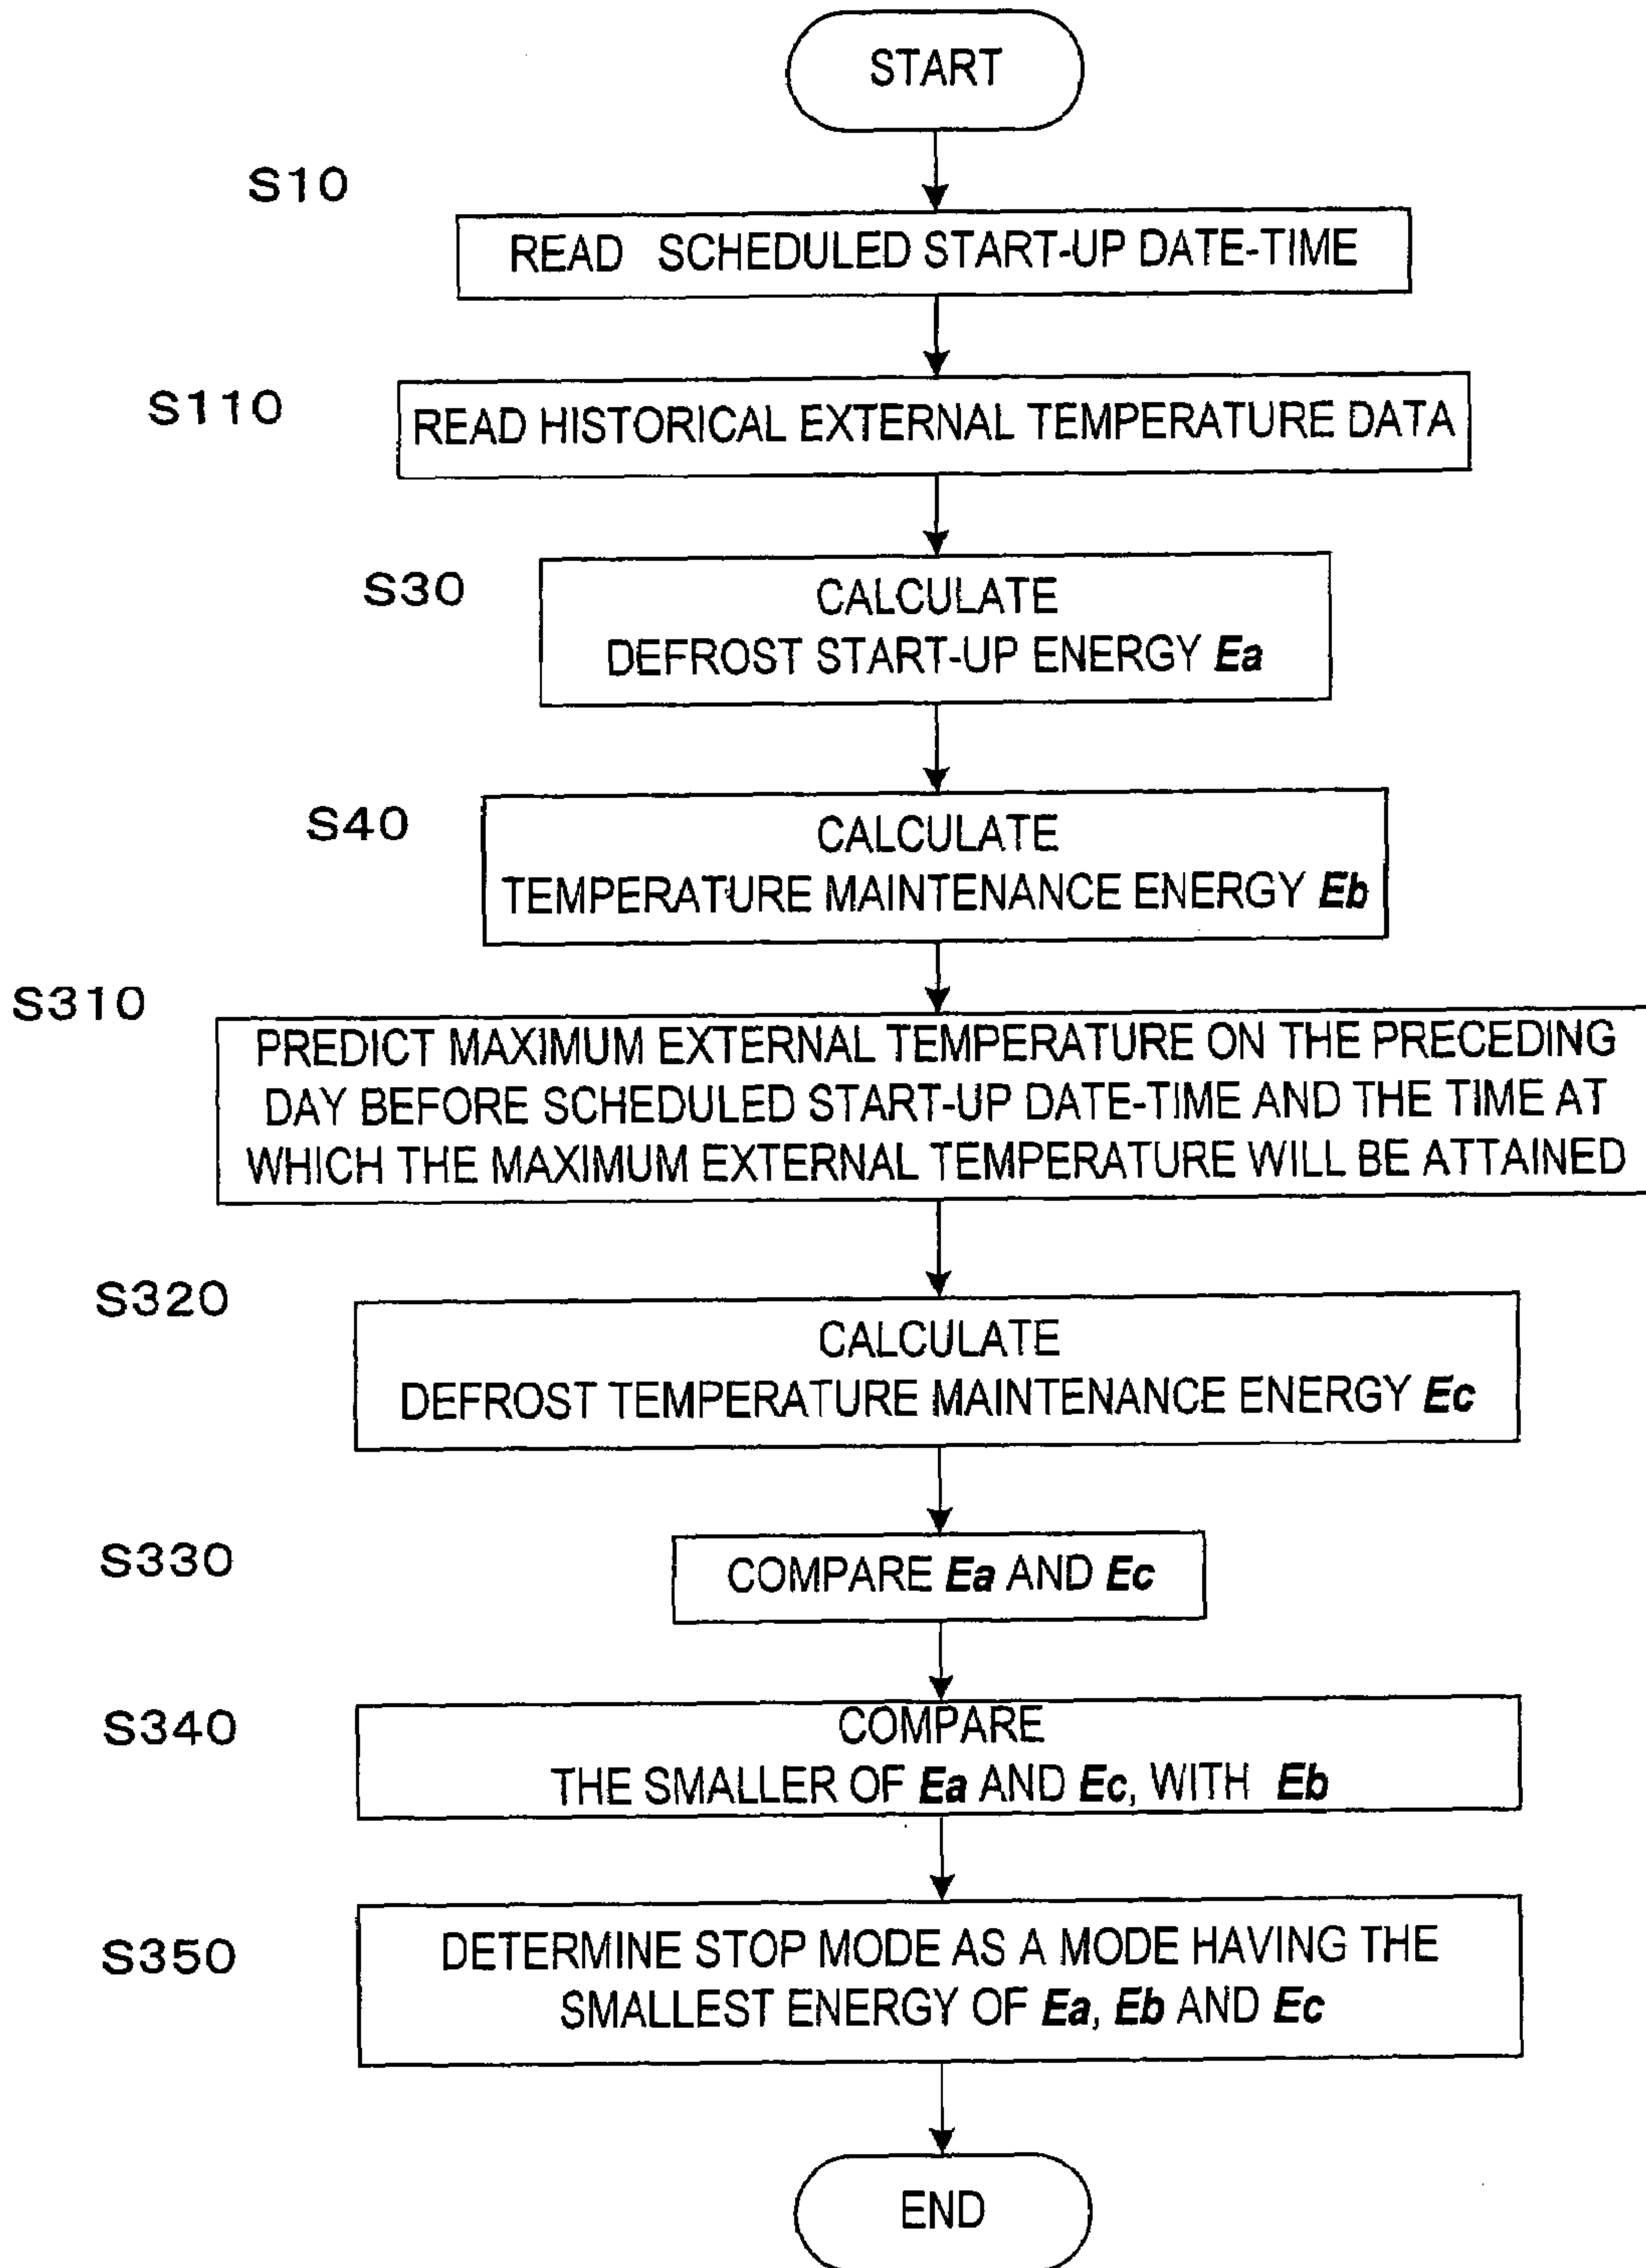 START
S10
READ SCHEDULED START-UP DATE-TIME
S110
READ HISTORICAL EXTERNAL TEMPERATURE DATA
S30
CALCULATE
DEFROST START-UP ENERGY Ea
S40
CALCULATE
TEMPERATURE MAINTENANCE ENERGY Eb
S310
PREDICT MAXIMUM EXTERNAL TEMPERATURE ON THE PRECEDING
DAY BEFORE SCHEDULED START-UP DATE-TIME AND THE TIME AT
WHICH THE MAXIMUM EXTERNAL TEMPERATURE WILL BE ATTAINED
S320
CALCULATE
DEFROST TEMPERATURE MAINTENANCE ENERGY Ec
S330
COMPARE Ea AND Ec
S340
COMPARE
THE SMALLER OF Ea AND Ec, WITH Eb
S350
DETERMINE STOP MODE AS A MODE HAVING THE
SMALLEST ENERGY OF Ea, Eb AND Ec
END